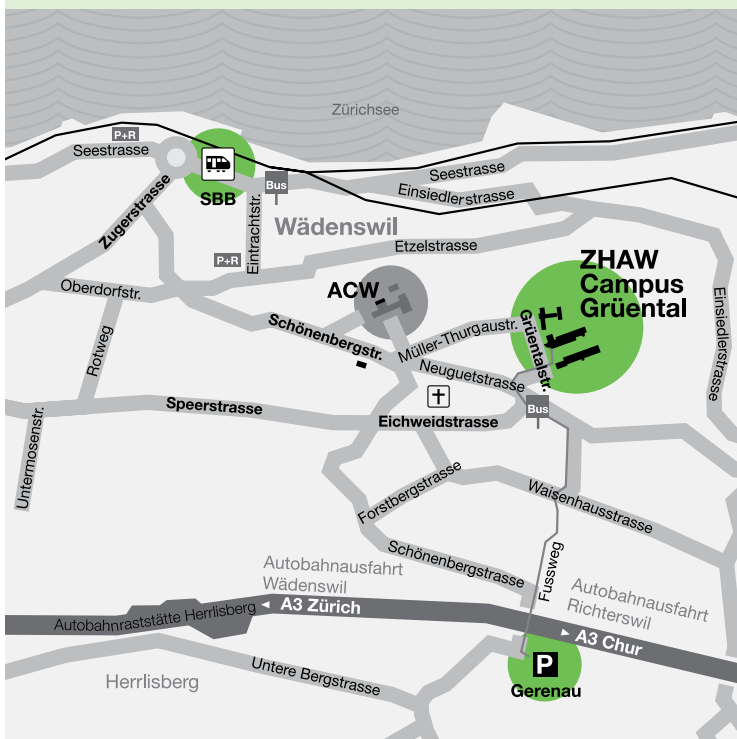 Zürichsee
P+R
Seestrasse
SBB
Bus
Seestrasse
Einsiedlerstrasse
Zugerstrasse
Eintrachtstr.
Wädenswil
P+R
Etzelstrasse
Oberdorfstr.
ACW
ZHAW
Campus
Grüental
Einsiedlerstrasse
Schönenbergstr.
Müller-Thurgaustr.
Grüentalstr.
Rotweg
Neuguetstrasse
Speerstrasse
Eichweidstrasse
Bus
Untermosenstr.
Forstbergstrasse
Waisenhausstrasse
Schönenbergstrasse
Fussweg
Autobahnausfahrt
Wädenswil
Autobahnausfahrt
Richterswil
Autobahnraststätte Herrlisberg
◄ A3 Zürich
► A3 Chur
Herrlisberg
Untere Bergstrasse
P
Gerenau